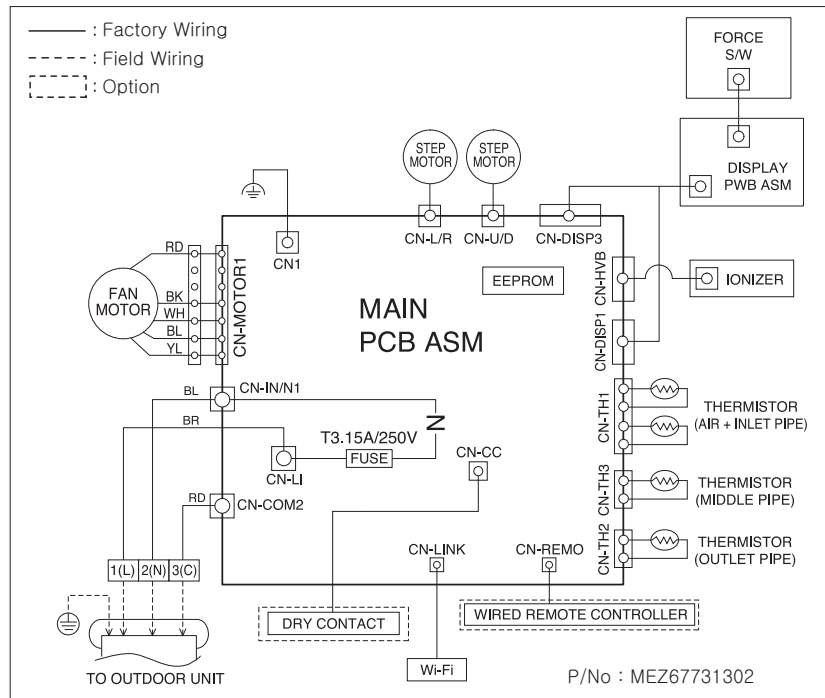 : Factory Wiring
: Field Wiring
: Option
FORCE
S/W
DISPLAY
PWB ASM
STEP
MOTOR
STEP
MOTOR
CN-L/R
CN-U/D
CN-DISP3
CN1
RD
BK
WH
BL
YL
FAN
MOTOR
CN-MOTOR1
EEPROM
CN-HVB
IONIZER
MAIN
PCB ASM
CN-DISP1
CN-IN/N1
BL
BR
N
T3.15A/250V
FUSE
CN-LI
CN-CC
CN-TH1
THERMISTOR
(AIR + INLET PIPE)
CN-TH3
THERMISTOR
(MIDDLE PIPE)
RD
CN-COM2
CN-TH2
THERMISTOR
(OUTLET PIPE)
CN-LINK
CN-REMO
1(L)
2(N)
3(C)
DRY CONTACT
WIRED REMOTE CONTROLLER
Wi-Fi
TO OUTDOOR UNIT
P/No : MEZ67731302